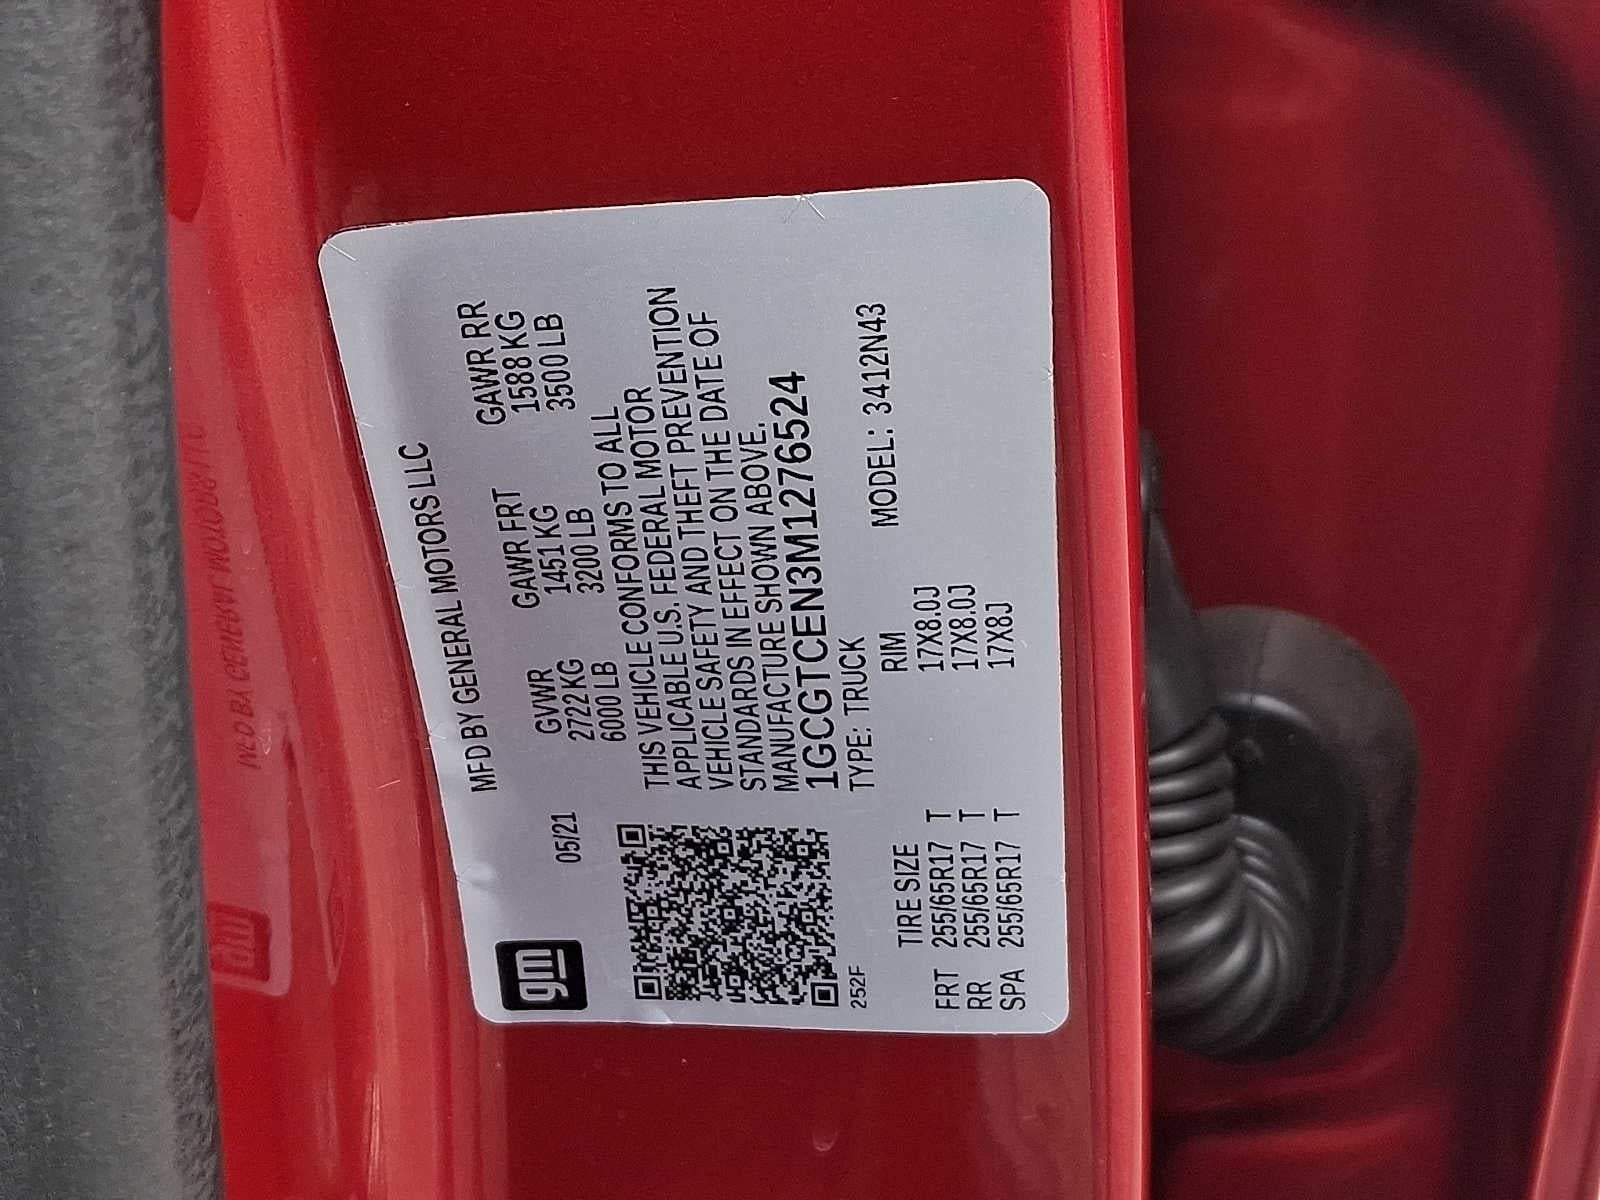 MFD BY GENERAL MOTORS LLC
gm
05/21
GVWR GAWR FRT GAWR RR
2722 KG 1451 KG 1588 KG
6000 LB 3200 LB 3500 LB
THIS VEHICLE CONFORMS TO ALL
APPLICABLE U.S. FEDERAL MOTOR
VEHICLE SAFETY AND THEFT PREVENTION
STANDARDS IN EFFECT ON THE DATE OF
MANUFACTURE SHOWN ABOVE.
1GCGTCEN3M1276524
252F
TYPE: TRUCK MODEL: 3412N43
TIRE SIZE RIM
FRT 255/65R17 T 17X8.0J
RR 255/65R17 T 17X8.0J
SPA 255/65R17 T 17X8J